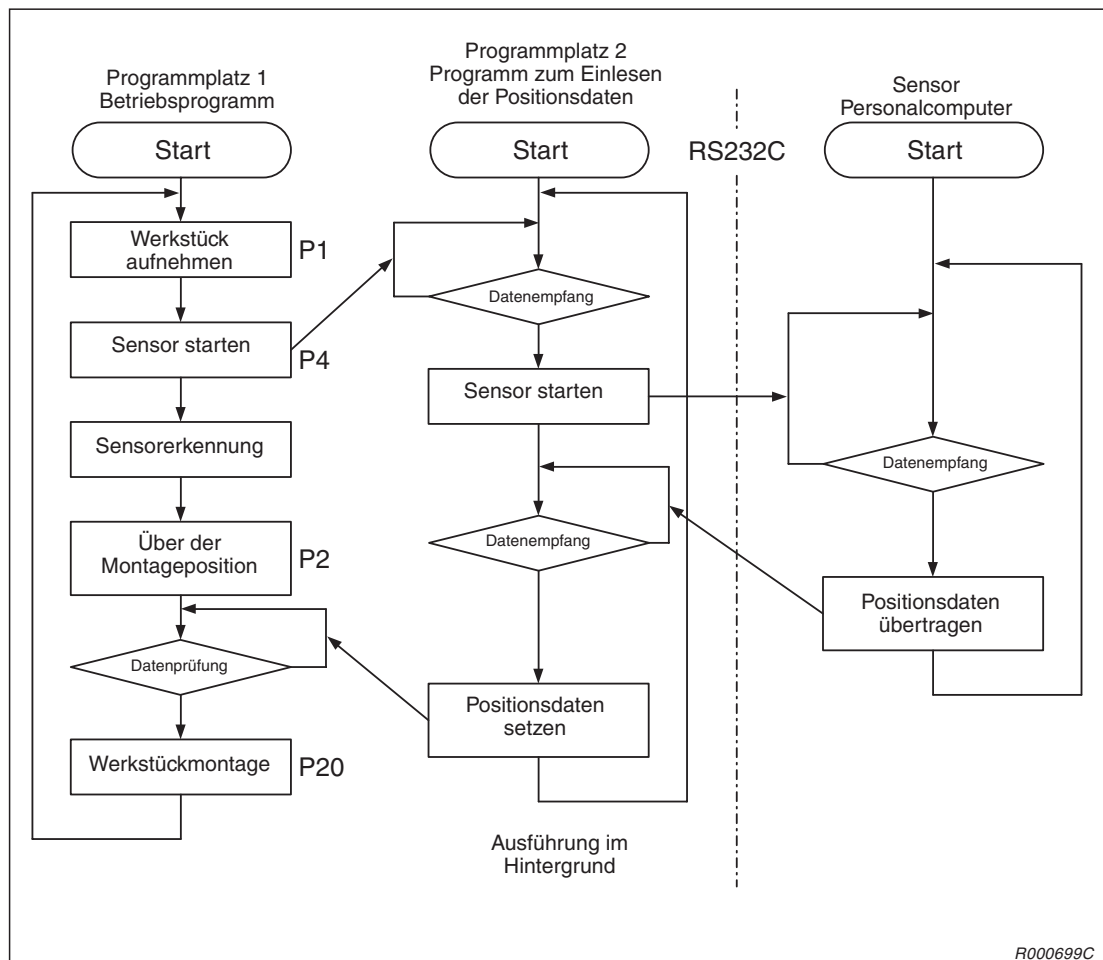 Programmplatz 1
Betriebsprogramm
Start
Werkstück
aufnehmen
P1
Sensor starten
P4
Sensorerkennung
Über der
Montageposition
P2
Datenprüfung
Werkstückmontage
P20
Programmplatz 2
Programm zum Einlesen
der Positionsdaten
Start
Datenempfang
Sensor starten
Datenempfang
Positionsdaten
setzen
Ausführung im
Hintergrund
RS232C
Sensor
Personalcomputer
Start
Datenempfang
Positionsdaten
übertragen
R000699C